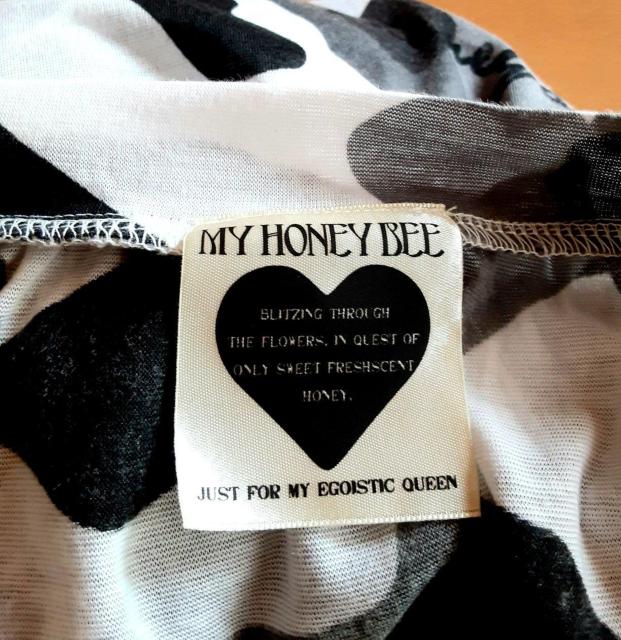 MY HONEY BEE
BLITZING THROUGH
THE FLOWERS, IN QUEST OF
ONLY SWEET FRESHSCENT
HONEY.
JUST FOR MY EGOISTIC QUEEN